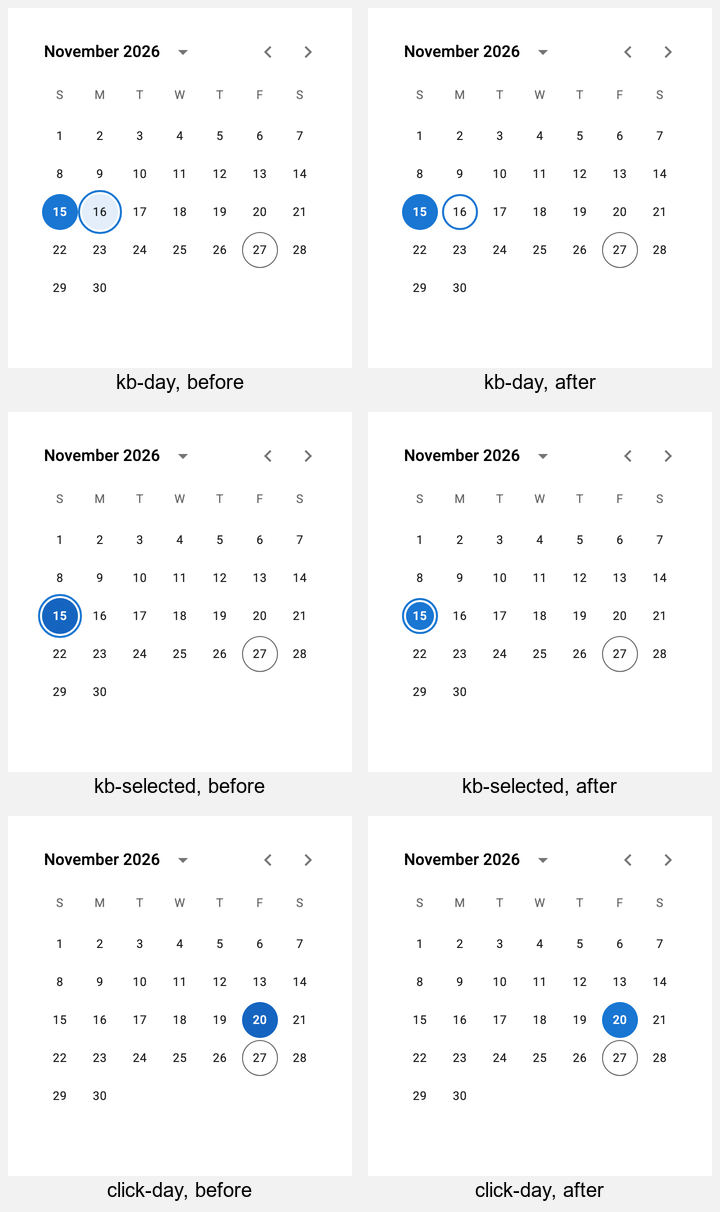 November 2026 November 2026
S M T W T F S S M T W T F S
1 2 3 4 5 6 7 1 2 3 4 5 6 7
8 9 10 11 12 13 14 8 9 10 11 12 13 14
15 16 17 18 19 20 21 15 16 17 18 19 20 21
22 23 24 25 26 27 28 22 23 24 25 26 27 28
29 30 29 30
kb-day, before kb-day, after
November 2026 November 2026
S M T W T F S S M T W T F S
1 2 3 4 5 6 7 1 2 3 4 5 6 7
8 9 10 11 12 13 14 8 9 10 11 12 13 14
15 16 17 18 19 20 21 15 16 17 18 19 20 21
22 23 24 25 26 27 28 22 23 24 25 26 27 28
29 30 29 30
kb-selected, before kb-selected, after
November 2026 November 2026
S M T W T F S S M T W T F S
1 2 3 4 5 6 7 1 2 3 4 5 6 7
8 9 10 11 12 13 14 8 9 10 11 12 13 14
15 16 17 18 19 20 21 15 16 17 18 19 20 21
22 23 24 25 26 27 28 22 23 24 25 26 27 28
29 30 29 30
click-day, before click-day, after